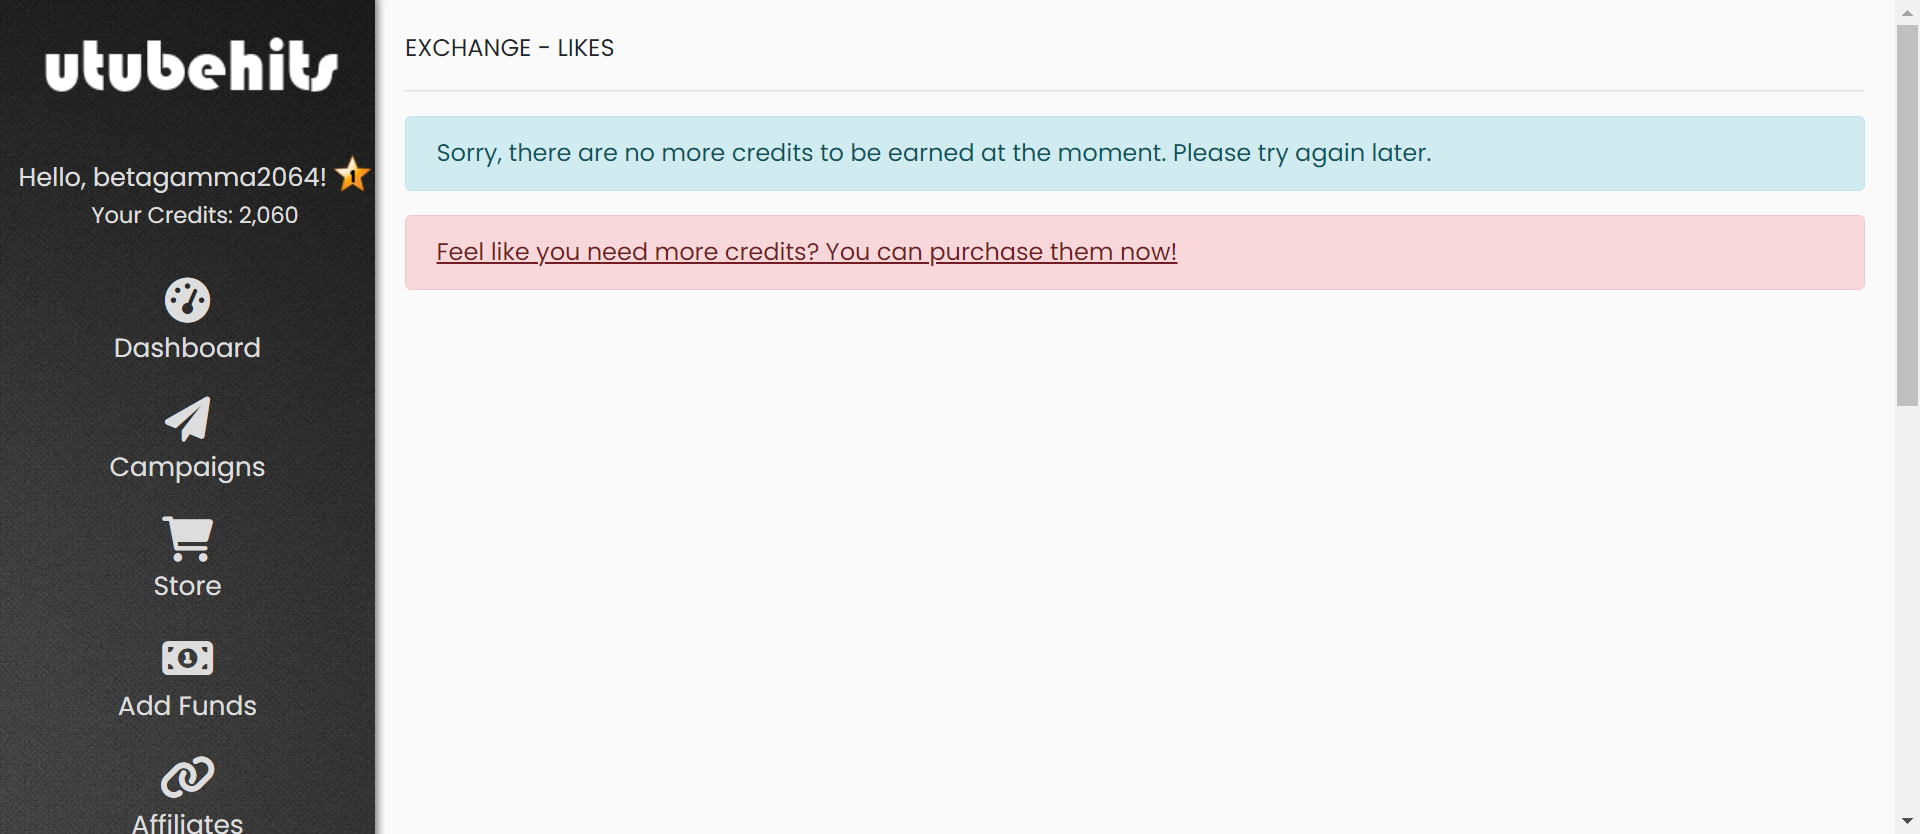 utubehits
Hello, betagamma2064! 1
Your Credits: 2,060
Dashboard
Campaigns
Store
1
Add Funds
Affiliates
EXCHANGE - LIKES
Sorry, there are no more credits to be earned at the moment. Please try again later.
Feel like you need more credits? You can purchase them now!